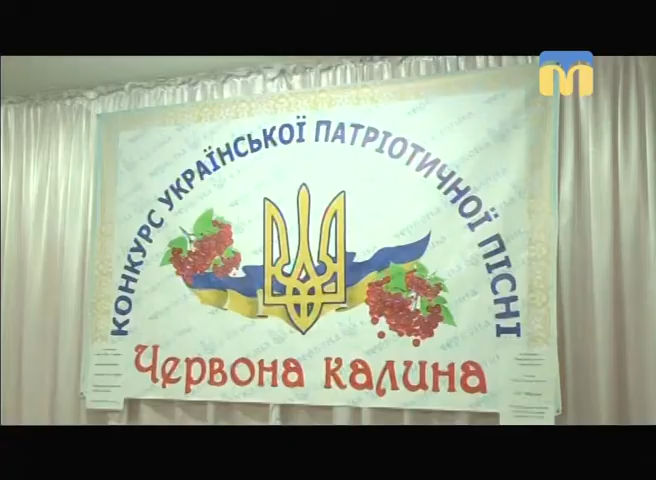 КОНКУРС УКРАЇНСЬКОЇ ПАТРІОТИЧНОЇ ПІСНІ
Червона калина